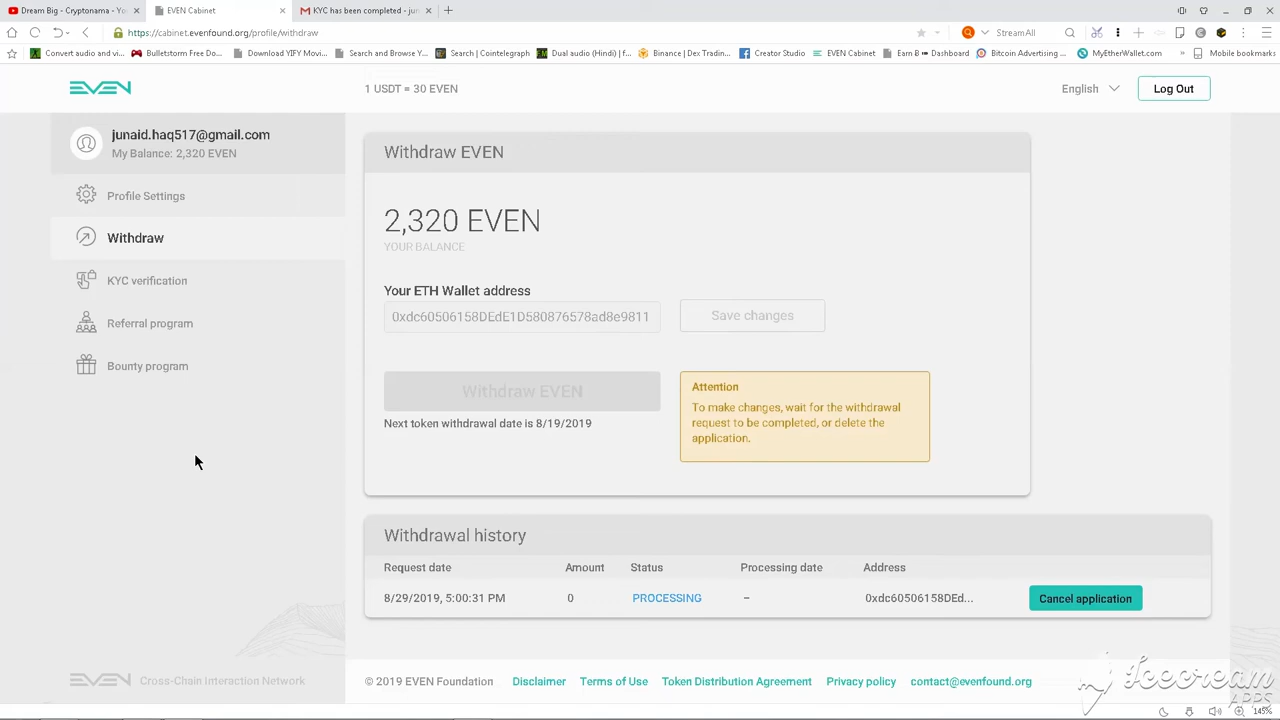 Dream Big - Cryptonama - Yo
EVEN Cabinet
KYC has been completed - jun
https://cabinet.evenfound.org/profile/withdraw
StreamAll
Convert audio to mp3
Bulletstorm Free Do...
Download YIFY Movi...
Search and Browse Y...
Search | Cointelegraph
Dual audio (Hindi) | f...
Binance | Dex Tradin...
Creator Studio
EVEN Cabinet
Earn Ƀ - Dashboard
Bitcoin Advertising ...
MyEtherWallet.com
Mobile bookmarks
EVEN
1 USDT = 30 EVEN
English
Log Out
junaid.haq517@gmail.com
My Balance: 2,320 EVEN
Profile Settings
Withdraw
KYC verification
Referral program
Bounty program
Withdraw EVEN
2,320 EVEN
YOUR BALANCE
Your ETH Wallet address
0xdc60506158DEdE1D580876578ad8e9811
Save changes
Withdraw EVEN
Next token withdrawal date is 8/19/2019
Attention
To make changes, wait for the withdrawal
request to be completed, or delete the
application.
Withdrawal history
Request date Amount Status Processing date Address
8/29/2019, 5:00:31 PM 0 PROCESSING – 0xdc60506158DEd... Cancel application
EVEN Cross-Chain Interaction Network
© 2019 EVEN Foundation Disclaimer Terms of Use Token Distribution Agreement Privacy policy contact@evenfound.org
Icecream
APPS
145%